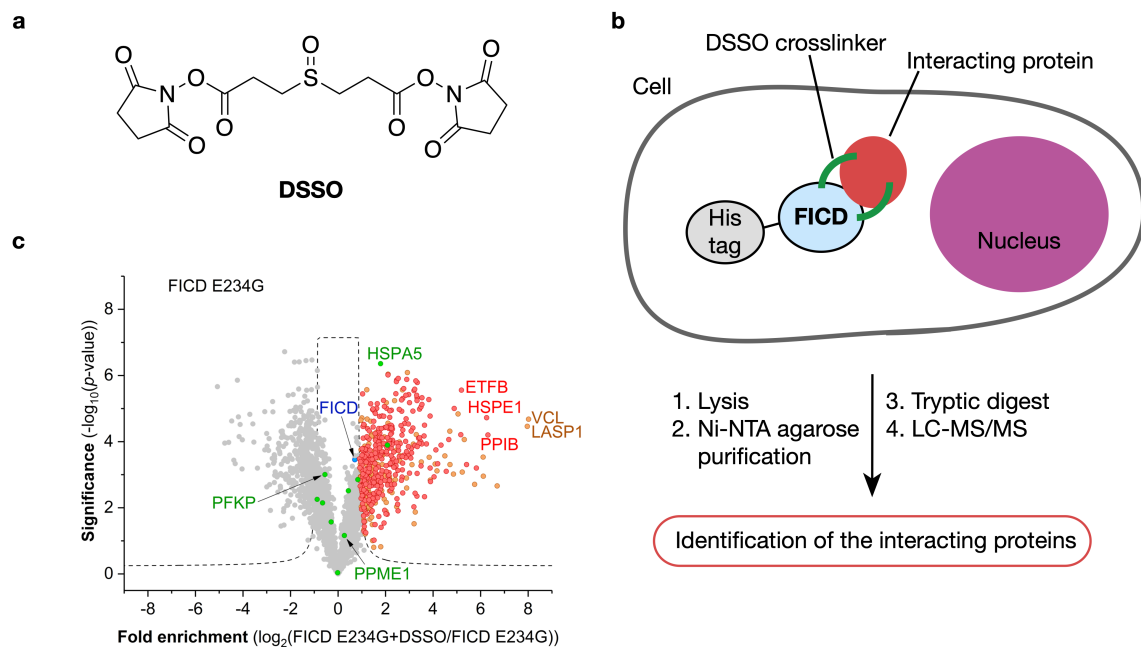 a
O
O
O
O
N
S
O
N
O
O
O
O
DSSO
b
DSSO crosslinker
Interacting protein
Cell
His
tag
FICD
Nucleus
1. Lysis
2. Ni-NTA agarose
purification
3. Tryptic digest
4. LC-MS/MS
Identification of the interacting proteins
c
FICD E234G
Significance (-log10(p-value))
8
6
4
2
0
HSPA5
ETFB
FICD
HSPE1
VCL
LASP1
PPIB
PFKP
PPME1
-8 -6 -4 -2 0 2 4 6 8
Fold enrichment (log2(FICD E234G+DSSO/FICD E234G))